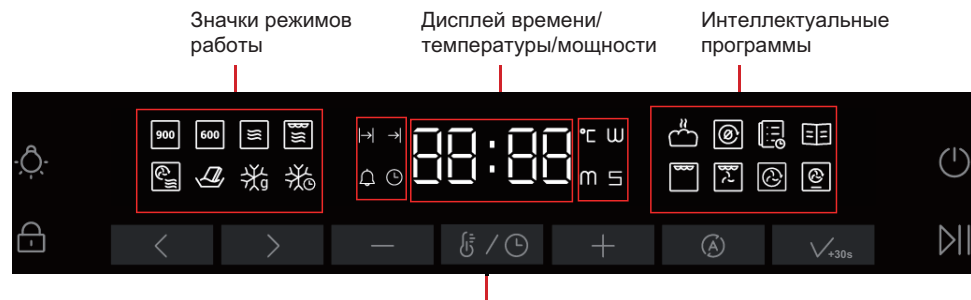 Значки режимов
работы
Дисплей времени/
температуры/мощности
Интеллектуальные
программы
900 600
88:88
°C W
m s
g
/
A
+30s